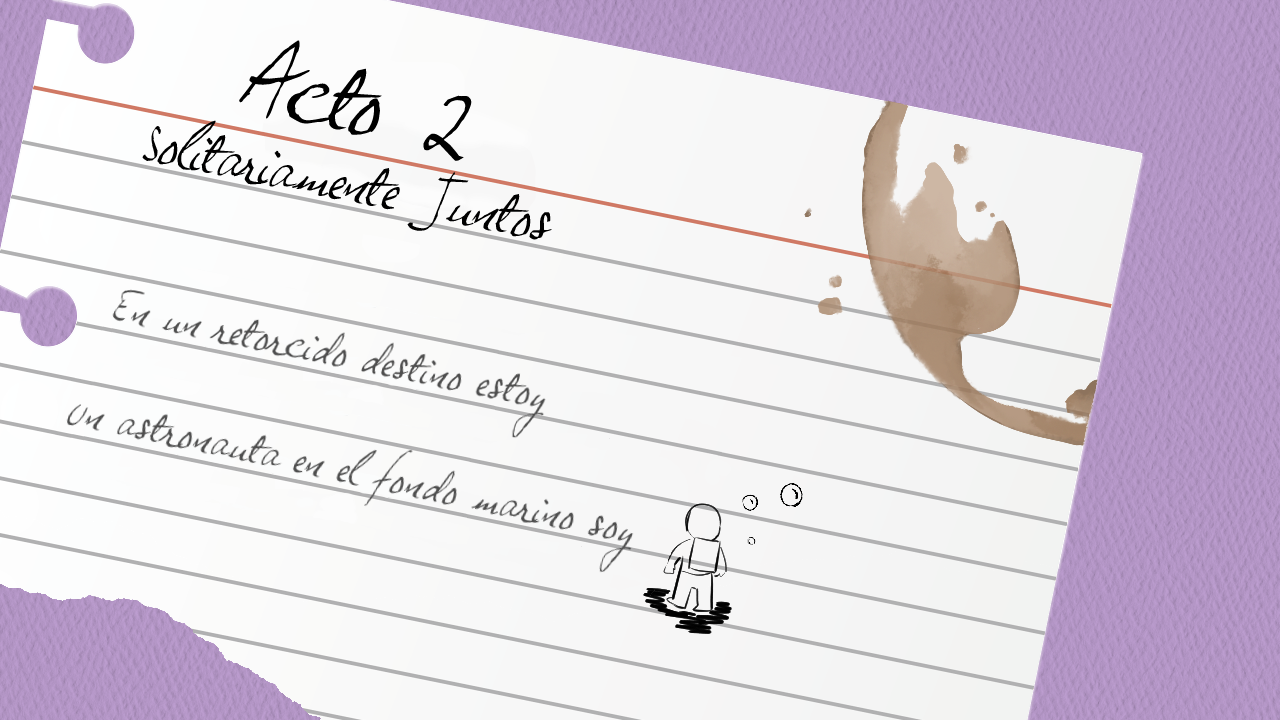 Acto 2
Solitariamente Juntos
En un retorcido destino estoy
Un astronauta en el fondo marino soy